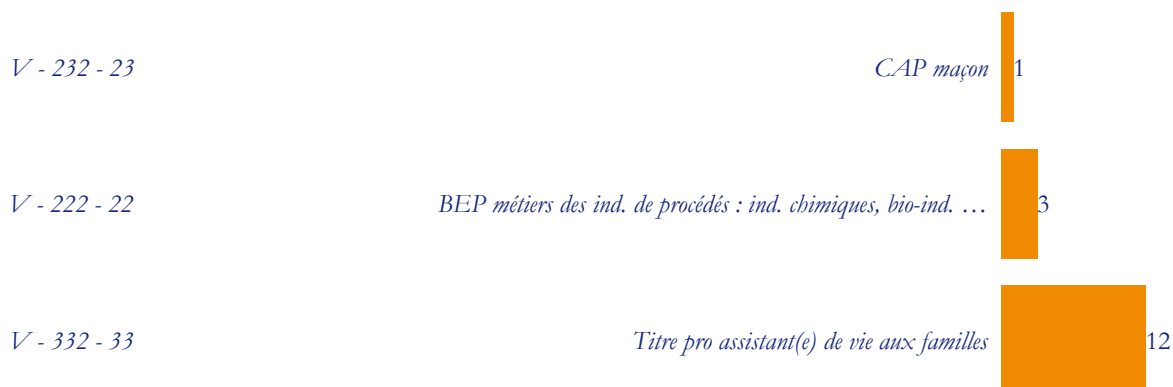 V - 232 - 23 CAP maçon 1
V - 222 - 22 BEP métiers des ind. de procédés : ind. chimiques, bio-ind. … 3
V - 332 - 33 Titre pro assistant(e) de vie aux familles 12